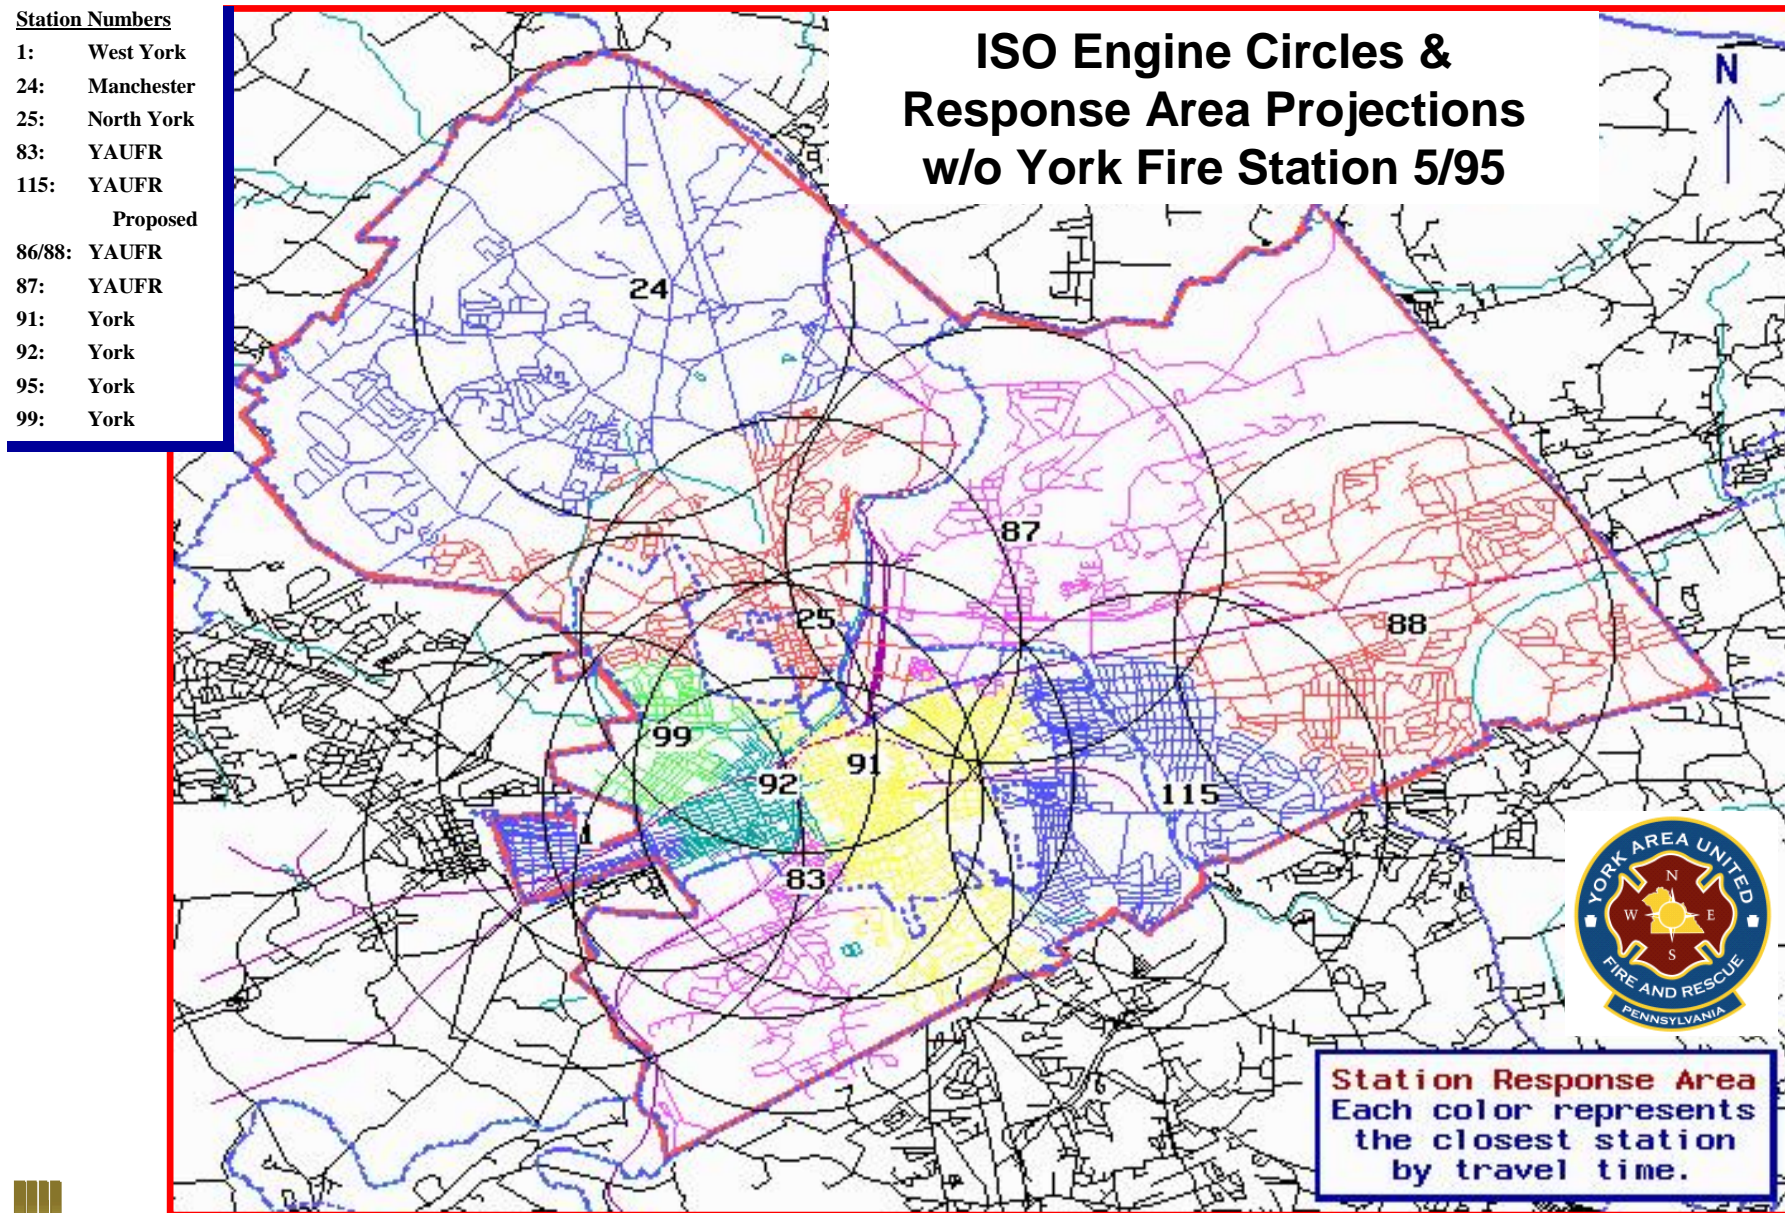 Station Numbers
1: West York
24: Manchester
25: North York
83: YAUFR
115: YAUFR
Proposed
86/88: YAUFR
87: YAUFR
91: York
92: York
95: York
99: York
ISO Engine Circles &
Response Area Projections
w/o York Fire Station 5/95
N
24
87
25
88
99
91
92
115
1
83
YORK AREA UNITED
N
W E
S
FIRE AND RESCUE
PENNSYLVANIA
Station Response Area
Each color represents
the closest station
by travel time.